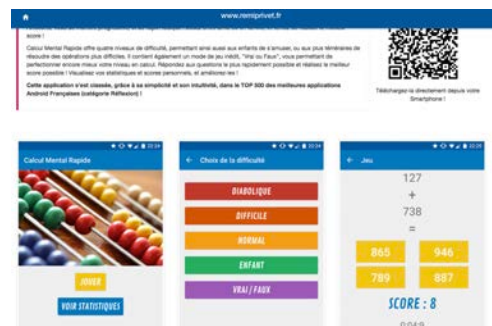 www.remiprivet.fr
score !
Calcul Mental Rapide offre quatre niveaux de difficulté, permettant ainsi aussi aux enfants de s'amuser, ou aux plus téméraires de
résoudre des opérations plus difficiles. Il contient également un mode de jeu inédit, "Vrai ou Faux", vous permettant de
perfectionner encore mieux votre niveau en calcul. Répondez aux questions le plus rapidement possible et réalisez le meilleur
score possible ! Visualisez vos statistiques et scores personnels, et améliorez-les !
Cette application s'est classée, grâce à sa simplicité et son intuitivité, dans le TOP 500 des meilleures applications
Android Françaises (catégorie Réflexion) !
Téléchargez-la directement depuis votre
Smartphone !
Calcul Mental Rapide
JOUER
VOIR STATISTIQUES
Choix de la difficulté
DIABOLIQUE
DIFFICILE
NORMAL
ENFANT
VRAI / FAUX
Jeu
127
+
738
=
865 946
789 887
SCORE : 8
0:04:9